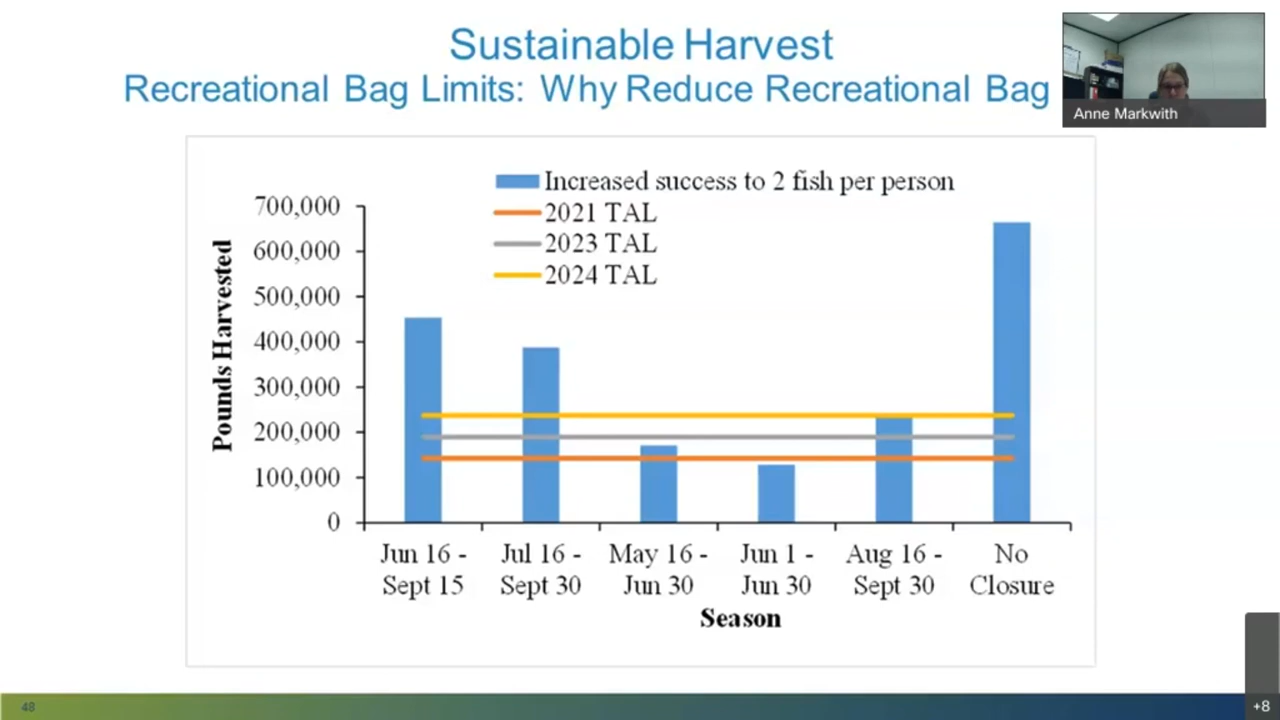 Sustainable Harvest
Recreational Bag Limits: Why Reduce Recreational Bag
Anne Markwith
Increased success to 2 fish per person
2021 TAL
2023 TAL
2024 TAL
Pounds Harvested
700,000
600,000
500,000
400,000
300,000
200,000
100,000
0
Jun 16 -
Sept 15
Jul 16 -
Sept 30
May 16 -
Jun 30
Jun 1 -
Jun 30
Aug 16 -
Sept 30
No
Closure
Season
48
+8